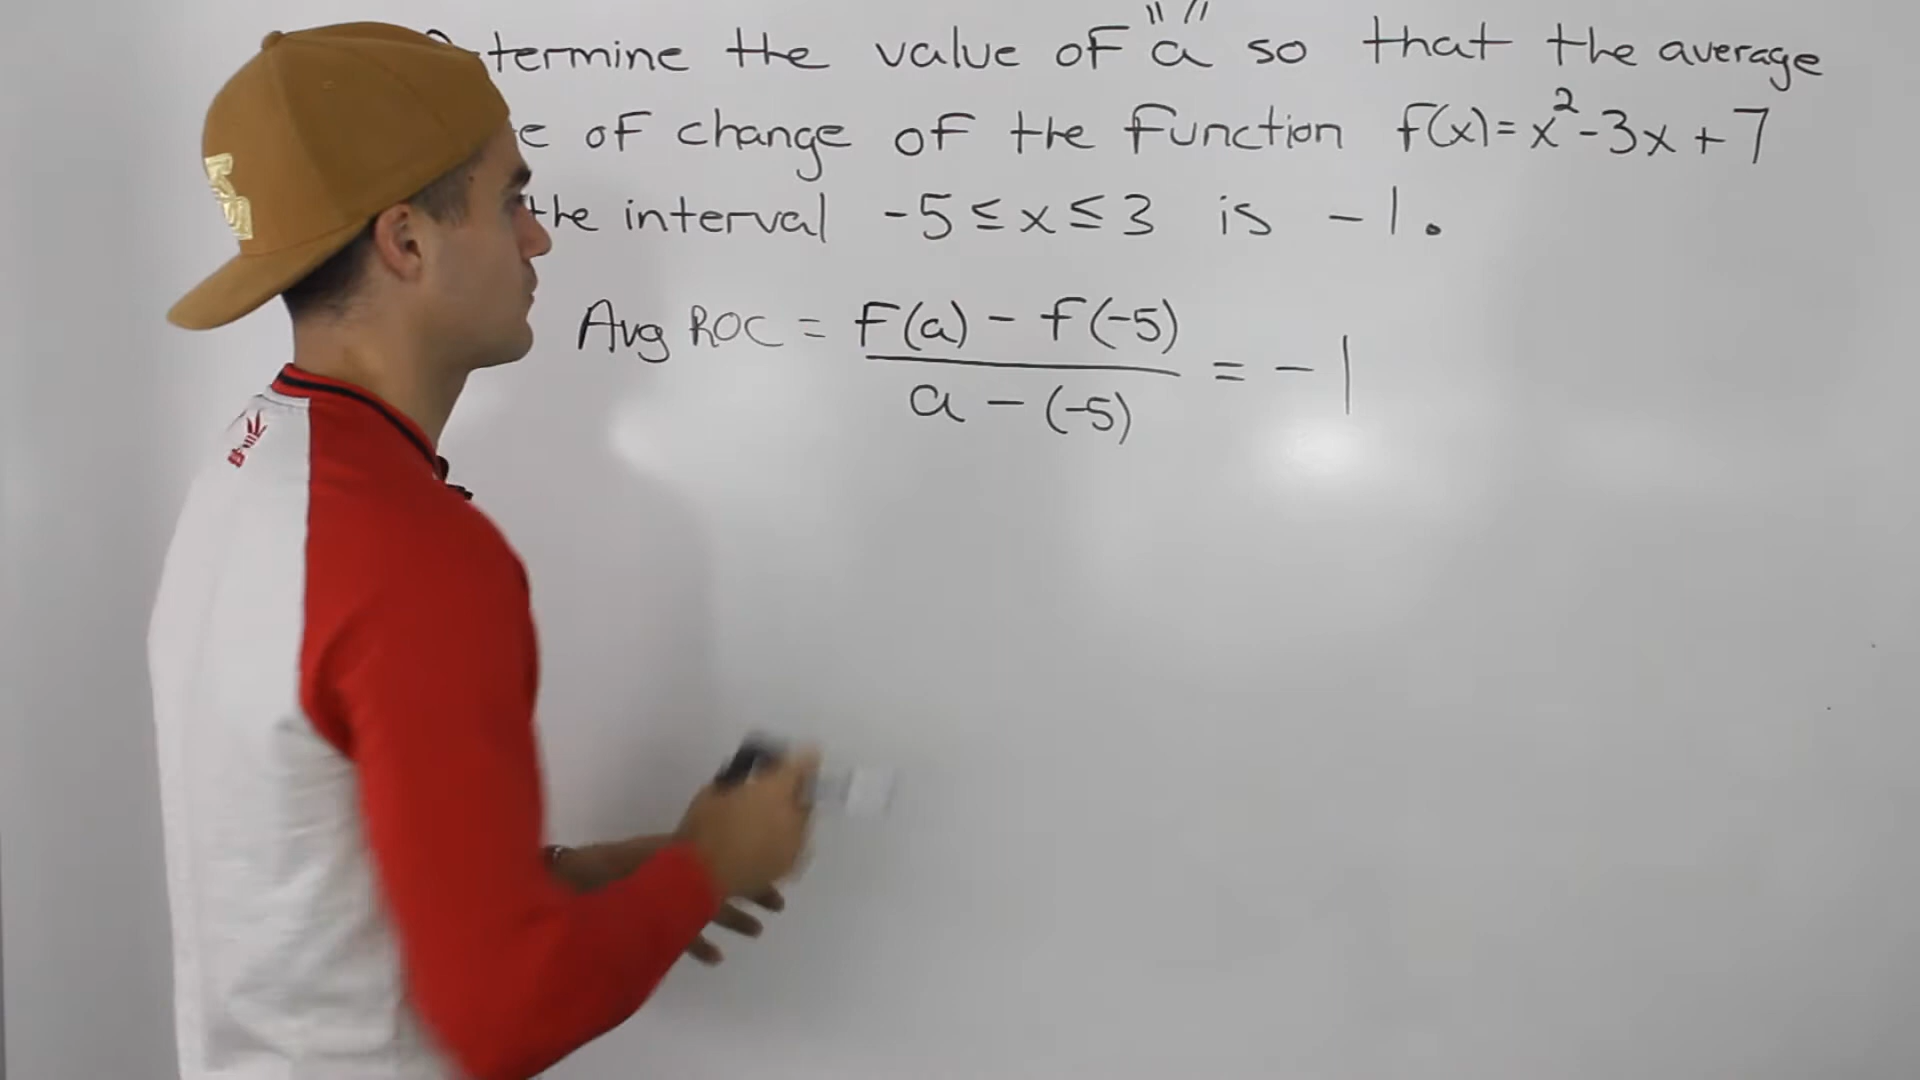 termine the value of "a" so that the average
e of change of the function f(x)=x²-3x+7
the interval -5≤x≤3 is -1.
Avg ROC = f(a) - f(-5) = -1
a - (-5)